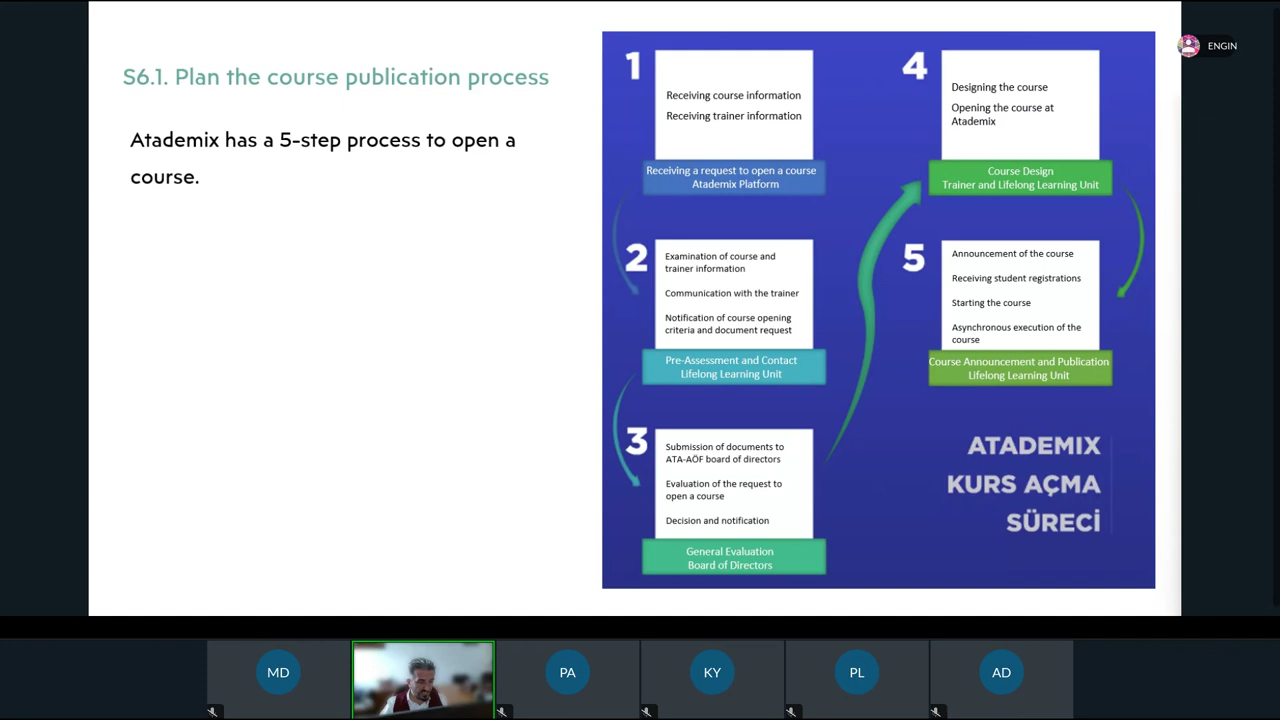 S6.1. Plan the course publication process
Atademix has a 5-step process to open a
course.
1
Receiving course information
Receiving trainer information
Receiving a request to open a course
Atademix Platform
2
Examination of course and
trainer information
Communication with the trainer
Notification of course opening
criteria and document request
Pre-Assessment and Contact
Lifelong Learning Unit
3
Submission of documents to
ATA-AÖF board of directors
Evaluation of the request to
open a course
Decision and notification
General Evaluation
Board of Directors
4
Designing the course
Opening the course at
Atademix
Course Design
Trainer and Lifelong Learning Unit
5
Announcement of the course
Receiving student registrations
Starting the course
Asynchronous execution of the
course
Course Announcement and Publication
Lifelong Learning Unit
ATADEMIX
KURS AÇMA
SÜRECİ
ENGIN
MD
PA
KY
PL
AD